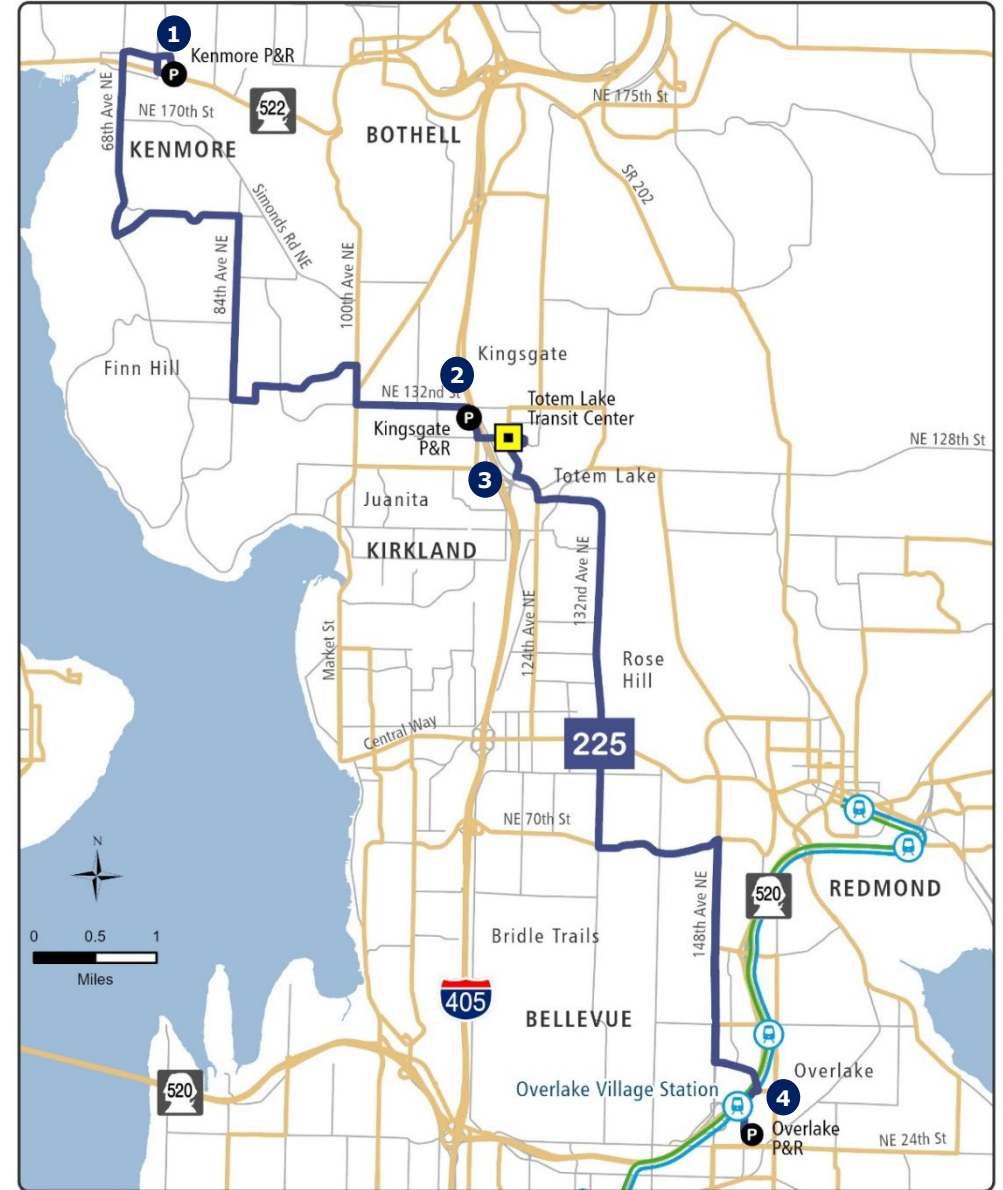 1
Kenmore P&R
P
68th Ave NE
NE 170th St
522
KENMORE
BOTHELL
NE 175th St
SR 202
Simonds Rd NE
84th Ave NE
100th Ave NE
Finn Hill
2
Kingsgate
NE 132nd St
P
Kingsgate
P&R
Totem Lake
Transit Center
NE 128th St
3
Totem Lake
Juanita
KIRKLAND
132nd Ave NE
124th Ave NE
Market St
Rose
Hill
Central Way
225
NE 70th St
N
0 0.5 1
Miles
148th Ave NE
520
REDMOND
Bridle Trails
405
BELLEVUE
520
Overlake Village Station
Overlake
4
P
Overlake
P&R
NE 24th St